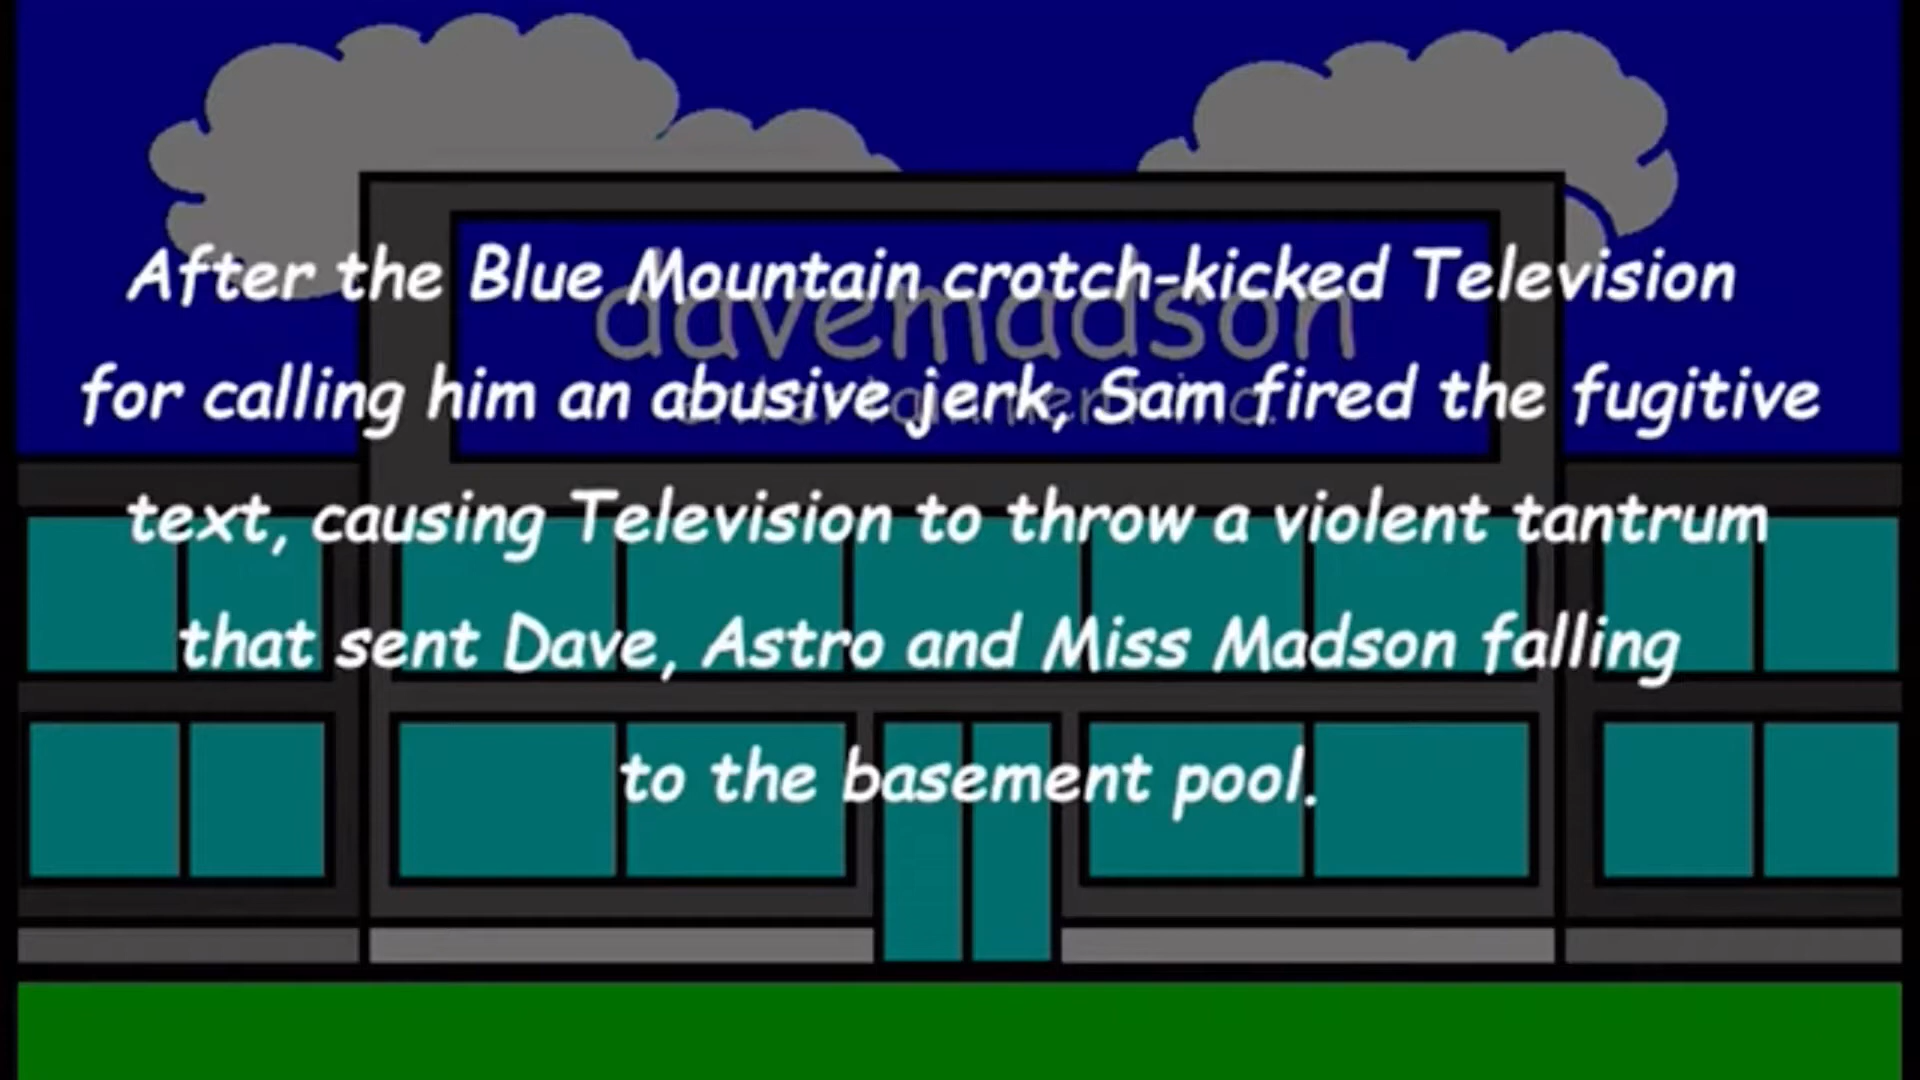 After the Blue Mountain crotch-kicked Television
davemadson
for calling him an abusive jerk, Sam fired the fugitive
text, causing Television to throw a violent tantrum
that sent Dave, Astro and Miss Madson falling
to the basement pool.